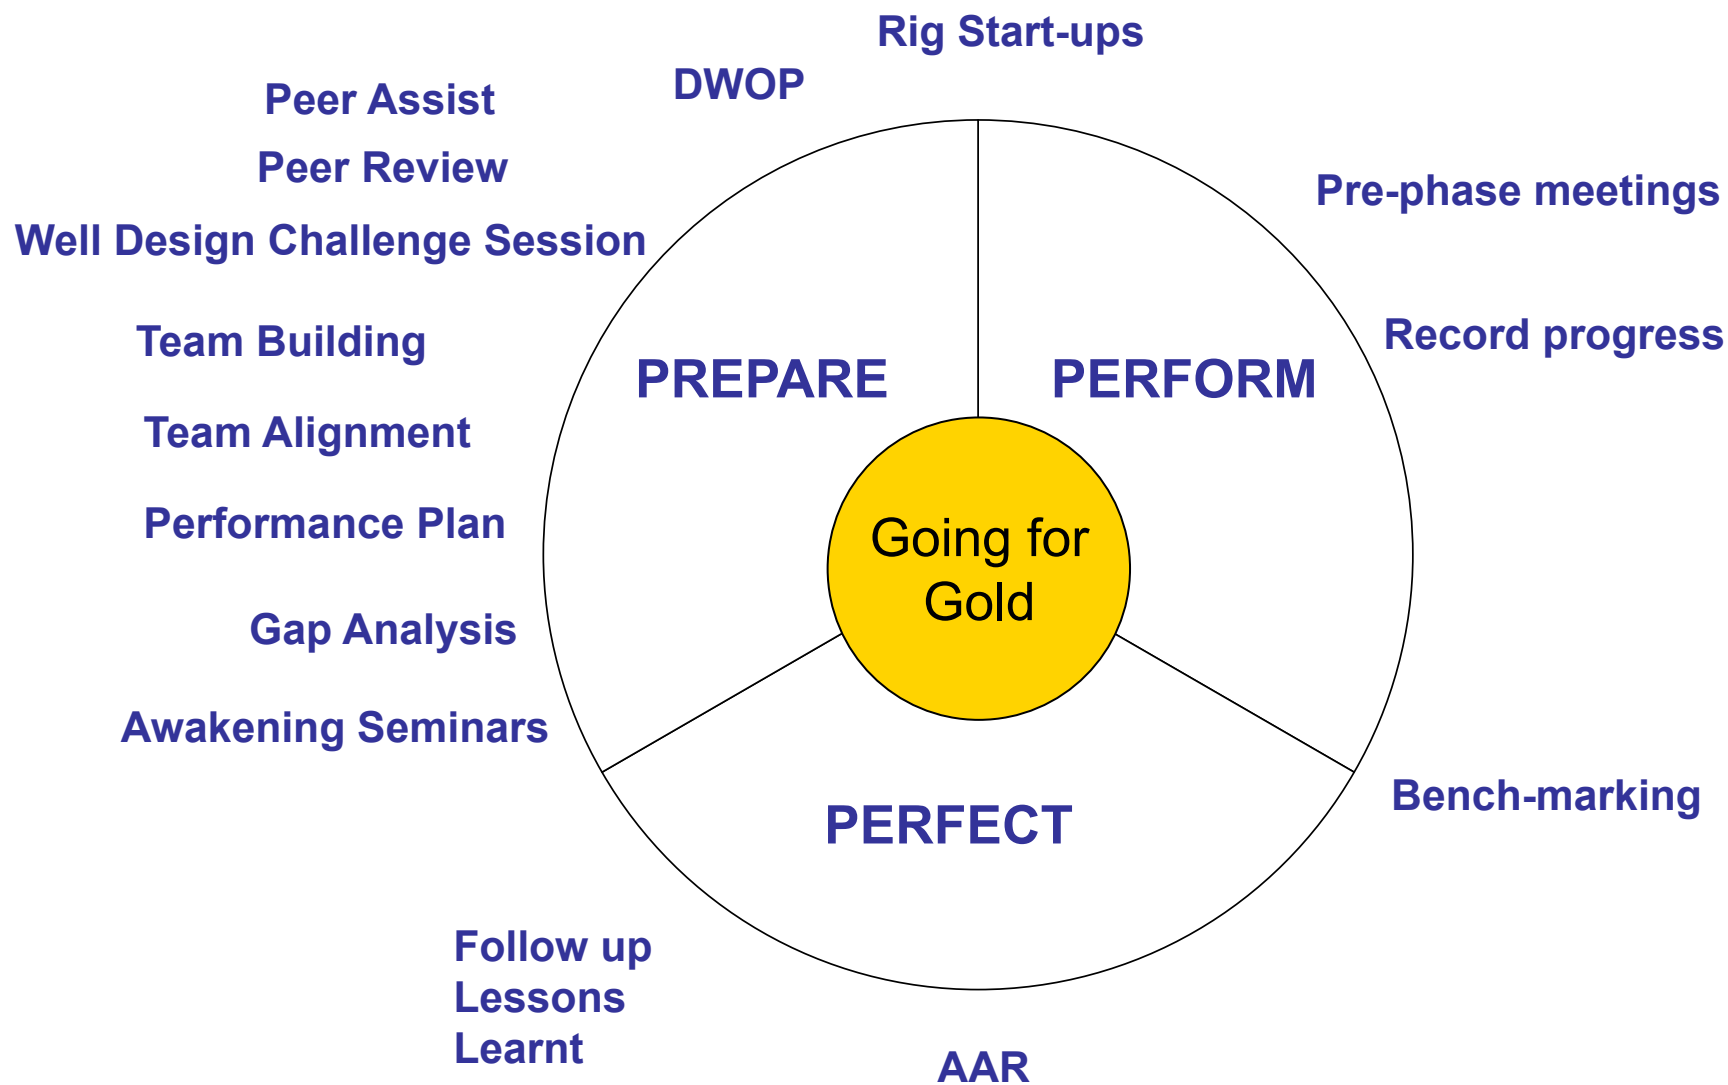 Rig Start-ups
DWOP
Peer Assist
Peer Review
Pre-phase meetings
Well Design Challenge Session
Team Building
Record progress
PREPARE
PERFORM
Team Alignment
Performance Plan
Going for
Gold
Gap Analysis
Awakening Seminars
Bench-marking
PERFECT
Follow up
Lessons
Learnt
AAR